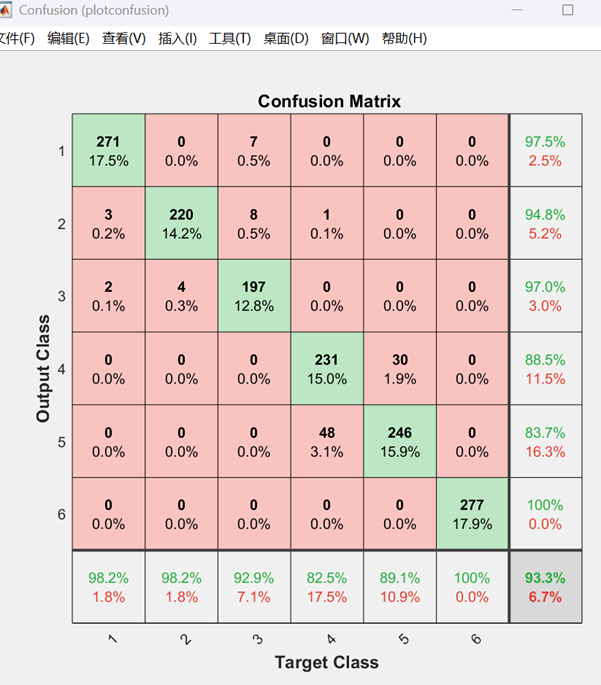 Confusion (plotconfusion)
文件(F) 编辑(E) 查看(V) 插入(I) 工具(T) 桌面(D) 窗口(W) 帮助(H)
Confusion Matrix
1 271 0 7 0 0 0 97.5%
17.5% 0.0% 0.5% 0.0% 0.0% 0.0% 2.5%
2 3 220 8 1 0 0 94.8%
0.2% 14.2% 0.5% 0.1% 0.0% 0.0% 5.2%
3 2 4 197 0 0 0 97.0%
0.1% 0.3% 12.8% 0.0% 0.0% 0.0% 3.0%
4 0 0 0 231 30 0 88.5%
0.0% 0.0% 0.0% 15.0% 1.9% 0.0% 11.5%
5 0 0 0 48 246 0 83.7%
0.0% 0.0% 0.0% 3.1% 15.9% 0.0% 16.3%
6 0 0 0 0 0 277 100%
0.0% 0.0% 0.0% 0.0% 0.0% 17.9% 0.0%
98.2% 98.2% 92.9% 82.5% 89.1% 100% 93.3%
1.8% 1.8% 7.1% 17.5% 10.9% 0.0% 6.7%
1 2 3 4 5 6
Target Class
Output Class